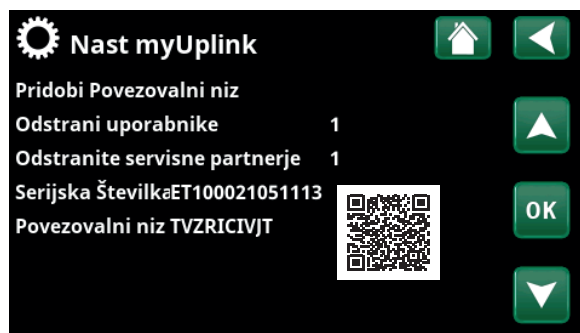 Nast myUplink
Pridobi Povezovalni niz
Odstrani uporabnike 1
Odstranite servisne partnerje 1
Serijska ŠtevilkaET100021051113
Povezovalni niz TVZRICIVJT
OK